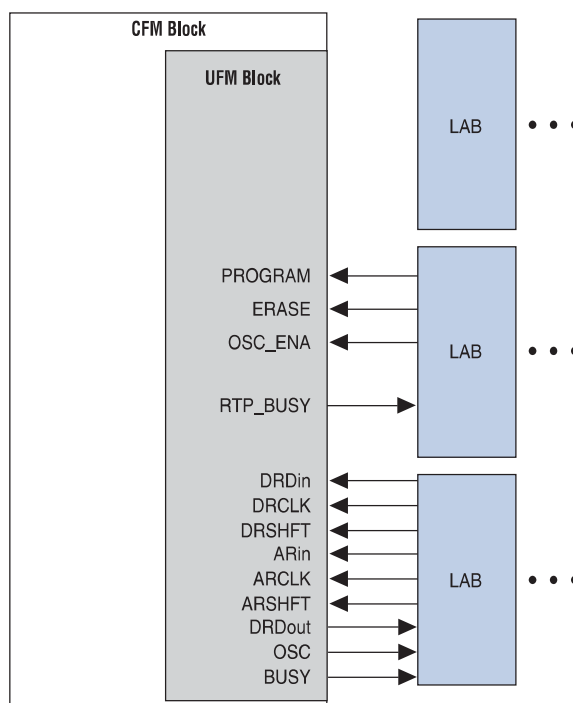 CFM Block
UFM Block
LAB
PROGRAM
ERASE
OSC_ENA
LAB
RTP_BUSY
DRDin
DRCLK
DRSHFT
ARin
ARCLK
LAB
ARSHFT
DRDout
OSC
BUSY